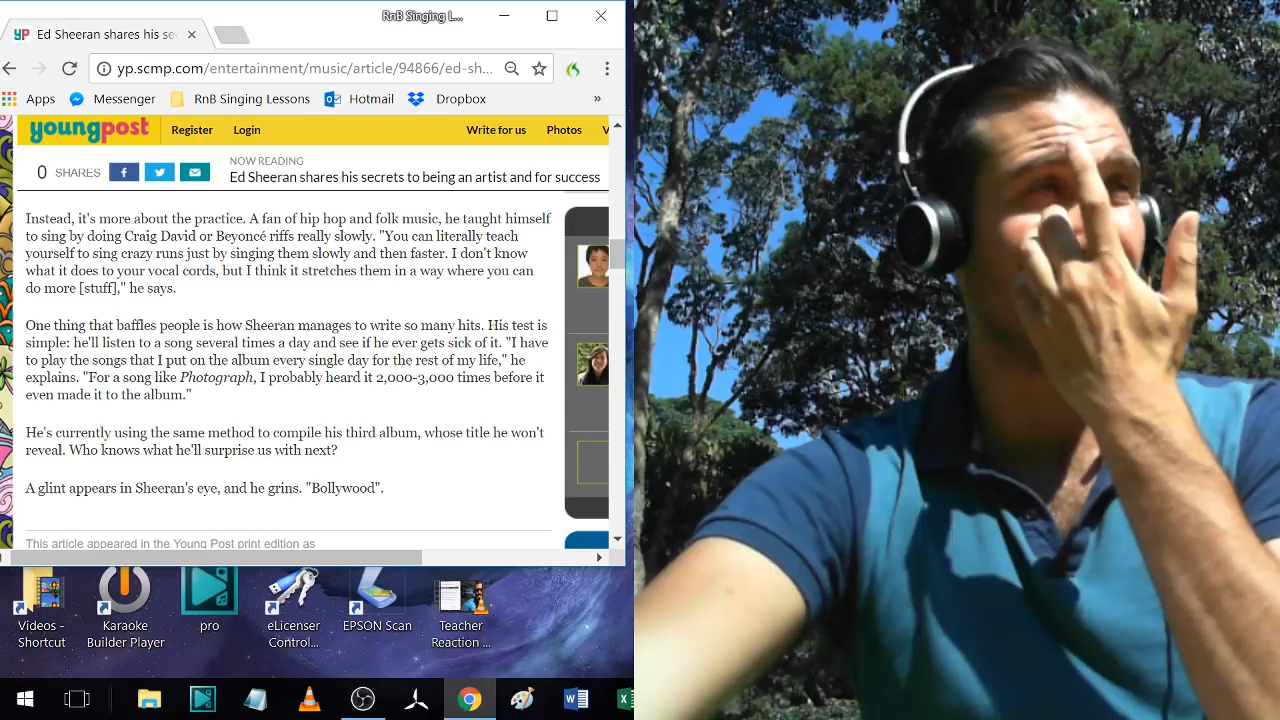 RnB Singing L...
YP Ed Sheeran shares his sec
yp.scmp.com/entertainment/music/article/94866/ed-sh...
Apps Messenger RnB Singing Lessons Hotmail Dropbox »
youngpost Register Login Write for us Photos V
0 SHARES
NOW READING
Ed Sheeran shares his secrets to being an artist and for success
Instead, it's more about the practice. A fan of hip hop and folk music, he taught himself
to sing by doing Craig David or Beyoncé riffs really slowly. "You can literally teach
yourself to sing crazy runs just by singing them slowly and then faster. I don't know
what it does to your vocal cords, but I think it stretches them in a way where you can
do more [stuff]," he says.
One thing that baffles people is how Sheeran manages to write so many hits. His test is
simple: he'll listen to a song several times a day and see if he ever gets sick of it. "I have
to play the songs that I put on the album every single day for the rest of my life," he
explains. "For a song like Photograph, I probably heard it 2,000-3,000 times before it
even made it to the album."
He's currently using the same method to compile his third album, whose title he won't
reveal. Who knows what he'll surprise us with next?
A glint appears in Sheeran's eye, and he grins. "Bollywood".
This article appeared in the Young Post print edition as
Videos - Shortcut
Karaoke Builder Player
pro
eLicenser Control...
EPSON Scan
Teacher Reaction ...